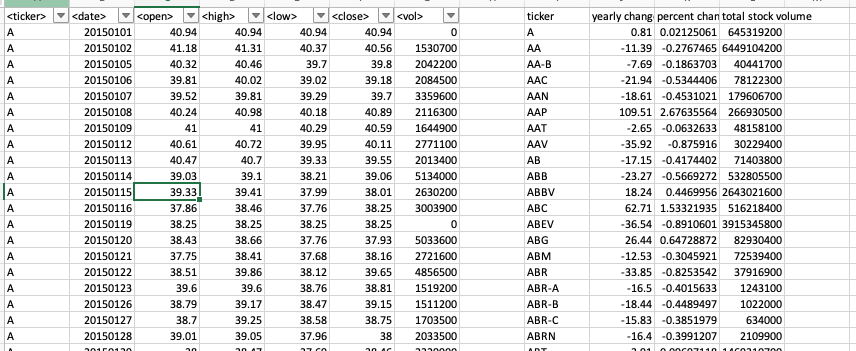 <ticker> <date> <open> <high> <low> <close> <vol> ticker yearly chang percent chan total stock volume
A 20150101 40.94 40.94 40.94 40.94 0 A 0.81 0.02125061 645319200
A 20150102 41.18 41.31 40.37 40.56 1530700 AA -11.39 -0.2767465 6449104200
A 20150105 40.32 40.46 39.7 39.8 2042200 AA-B -7.69 -0.1863703 40441700
A 20150106 39.81 40.02 39.02 39.18 2084500 AAC -21.94 -0.5344406 78122300
A 20150107 39.52 39.81 39.29 39.7 3359600 AAN -18.61 -0.4531021 179606700
A 20150108 40.24 40.98 40.18 40.89 2116300 AAP 109.51 2.67635564 266930500
A 20150109 41 41 40.29 40.59 1644900 AAT -2.65 -0.0632633 48158100
A 20150112 40.61 40.72 39.95 40.11 2771100 AAV -35.92 -0.875916 30229400
A 20150113 40.47 40.7 39.33 39.55 2013400 AB -17.15 -0.4174402 71403800
A 20150114 39.03 39.1 38.21 39.06 5134000 ABB -23.27 -0.5669272 532805500
A 20150115 39.33 39.41 37.99 38.01 2630200 ABBV 18.24 0.4469956 2643021600
A 20150116 37.86 38.46 37.76 38.25 3003900 ABC 62.71 1.53321935 516218400
A 20150119 38.25 38.25 38.25 38.25 0 ABEV -36.54 -0.8910601 3915345800
A 20150120 38.43 38.66 37.76 37.93 5033600 ABG 26.44 0.64728872 82930400
A 20150121 37.75 38.41 37.68 38.16 2721600 ABM -12.53 -0.3045921 72539400
A 20150122 38.51 39.86 38.12 39.65 4856500 ABR -33.85 -0.8253542 37916900
A 20150123 39.6 39.6 38.76 38.81 1519200 ABR-A -16.5 -0.4015633 1243100
A 20150126 38.79 39.17 38.47 39.15 1511200 ABR-B -18.44 -0.4489497 1022000
A 20150127 38.7 39.25 38.58 38.75 1703500 ABR-C -15.83 -0.3851979 634000
A 20150128 39.01 39.05 37.96 38 2033500 ABRN -16.4 -0.3991207 2109900